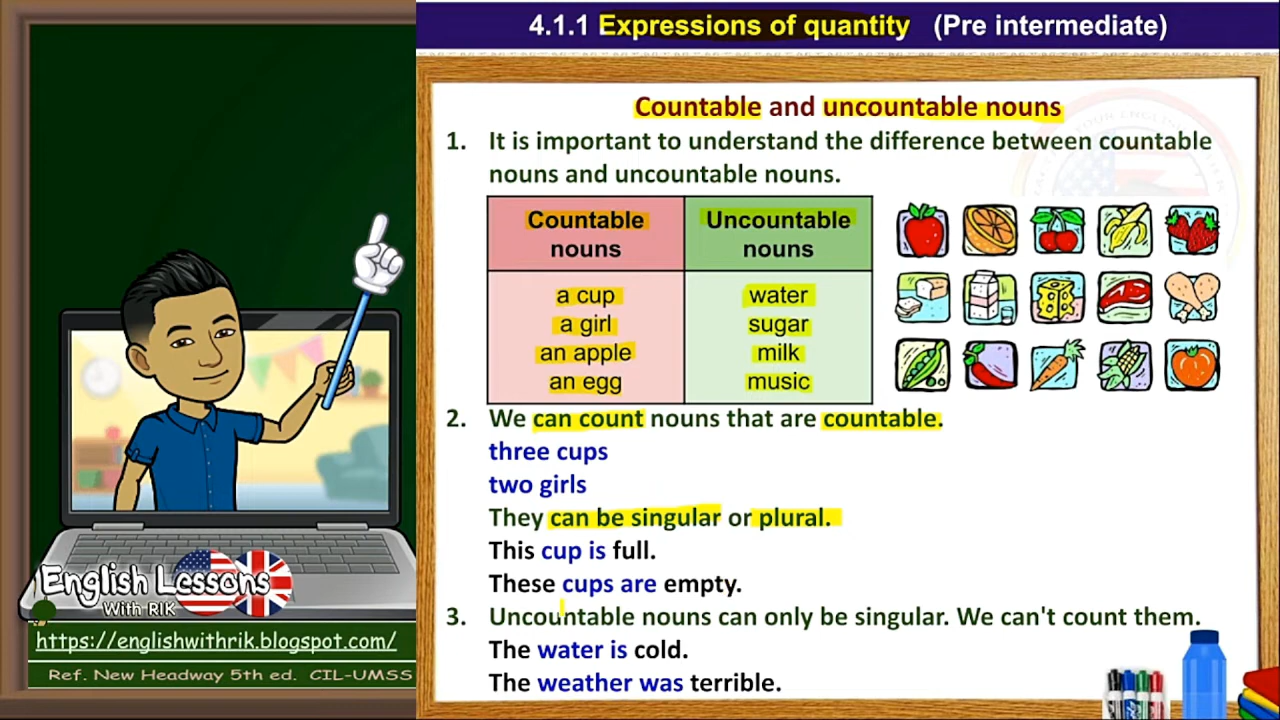 4.1.1 Expressions of quantity (Pre intermediate)
Countable and uncountable nouns
1. It is important to understand the difference between countable
nouns and uncountable nouns.
Countable nouns
Uncountable nouns
a cup
water
a girl
sugar
an apple
milk
an egg
music
2. We can count nouns that are countable.
three cups
two girls
They can be singular or plural.
This cup is full.
These cups are empty.
3. Uncountable nouns can only be singular. We can't count them.
The water is cold.
The weather was terrible.
English Lessons
With RIK
https://englishwithrik.blogspot.com/
Ref. New Headway 5th ed. CIL-UMSS